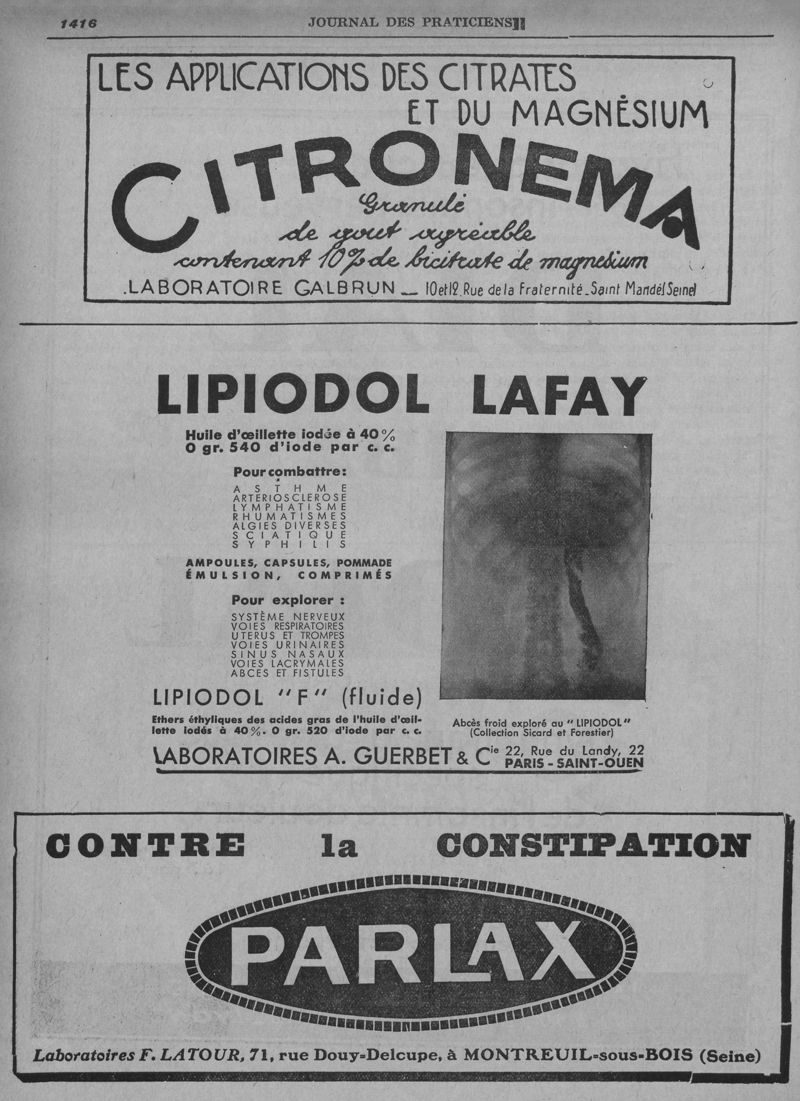 1416
JOURNAL DES PRATICIENS
LES APPLICATIONS DES CITRATES
ET DU MAGNÉSIUM
CITRONEMA
Granulé
de gout agréable
contenant 10% de bicitrate de magnesium
LABORATOIRE GALBRUN _ 10 et 12, Rue de la Fraternité _ Saint Mandé (Seine)
LIPIODOL LAFAY
Huile d'œillette iodée à 40%
0 gr. 540 d'iode par c. c.
Pour combattre:
ASTHME
ARTERIOSCLEROSE
LYMPHATISME
RHUMATISMES
ALGIES DIVERSES
SCIATIQUE
SYPHILIS
AMPOULES, CAPSULES, POMMADE
ÉMULSION, COMPRIMÉS
Pour explorer :
SYSTÈME NERVEUX
VOIES RESPIRATOIRES
UTERUS ET TROMPES
VOIES URINAIRES
SINUS NASAUX
VOIES LACRYMALES
ABCES ET FISTULES
LIPIODOL "F" (fluide)
Ethers éthyliques des acides gras de l'huile d'œil-
lette iodés à 40%. 0 gr. 520 d'iode par c. c.
Abcès froid exploré au "LIPIODOL"
(Collection Sicard et Forestier)
LABORATOIRES A. GUERBET & Cie 22, Rue du Landy, 22
PARIS - SAINT-OUEN
CONTRE la CONSTIPATION
PARLAX
Laboratoires F. LATOUR, 71, rue Douy-Delcupe, à MONTREUIL-sous-BOIS (Seine)